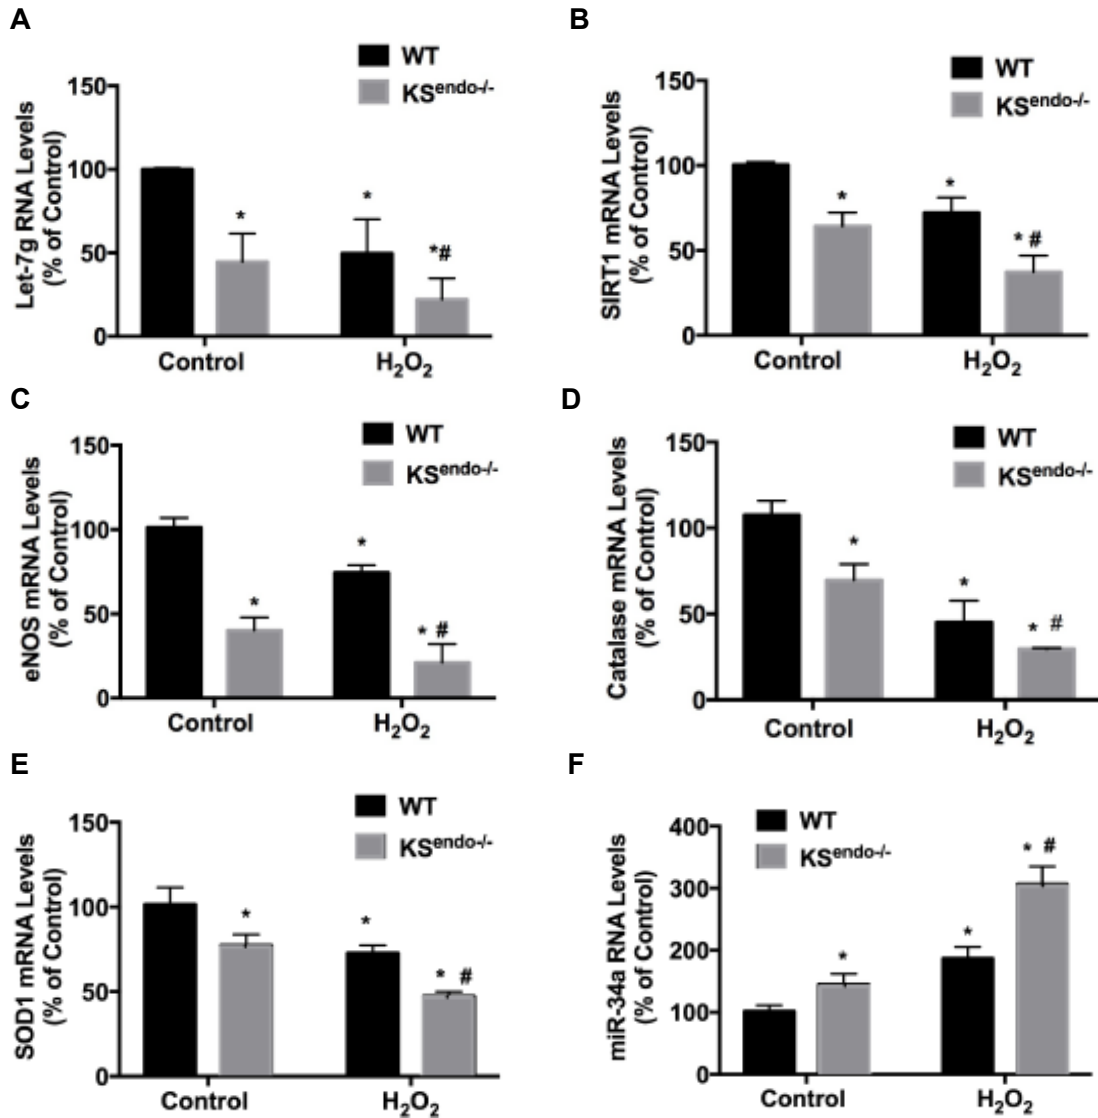 A
WT
KSendo-/-
Let-7g RNA Levels
(% of Control)
150
100
50
0
*
*
*#
Control
H2O2
B
WT
KSendo-/-
SIRT1 mRNA Levels
(% of Control)
150
100
50
0
*
*
* #
Control
H2O2
C
WT
KSendo-/-
eNOS mRNA Levels
(% of Control)
150
100
50
0
*
*
* #
Control
H2O2
D
WT
KSendo-/-
Catalase mRNA Levels
(% of Control)
150
100
50
0
*
*
* #
Control
H2O2
E
WT
KSendo-/-
SOD1 mRNA Levels
(% of Control)
150
100
50
0
*
*
* #
Control
H2O2
F
WT
KSendo-/-
miR-34a RNA Levels
(% of Control)
400
300
200
100
0
*
*
* #
Control
H2O2